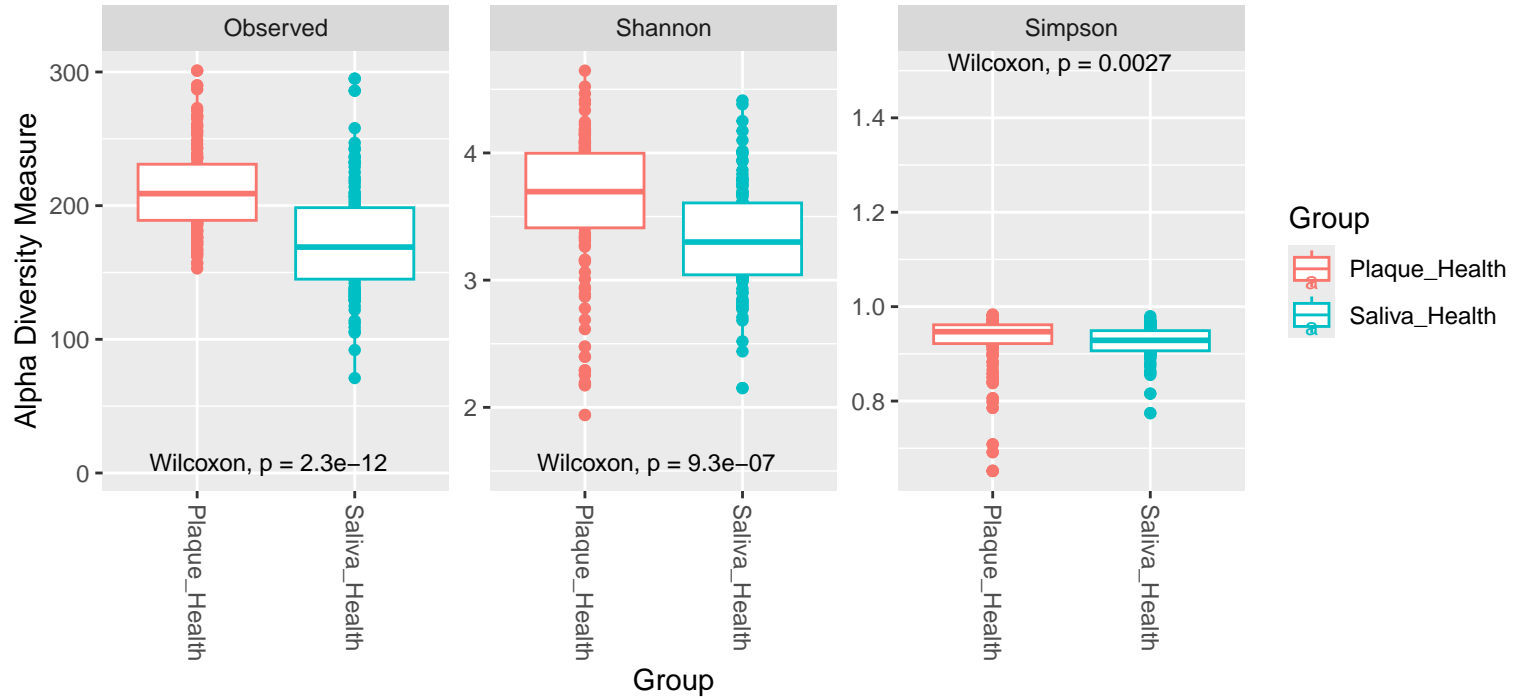 Observed
Shannon
Simpson
Alpha Diversity Measure
300
200
100
0
Wilcoxon, p = 2.3e−12
4
3
2
Wilcoxon, p = 9.3e−07
Wilcoxon, p = 0.0027
1.4
1.2
1.0
0.8
Plaque_Health
Saliva_Health
Plaque_Health
Saliva_Health
Plaque_Health
Saliva_Health
Group
Group
a
Plaque_Health
a
Saliva_Health